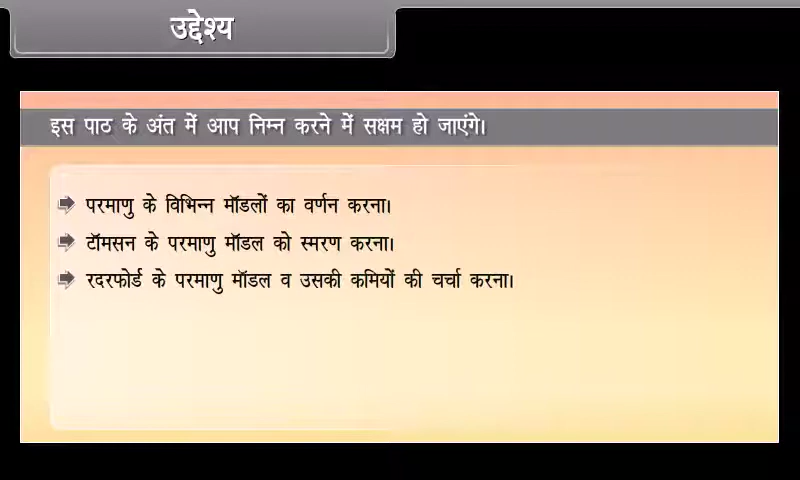 उद्देश्य
इस पाठ के अंत में आप निम्न करने में सक्षम हो जाएंगे।
परमाणु के विभिन्न मॉडलों का वर्णन करना।
टॉमसन के परमाणु मॉडल को स्मरण करना।
रदरफोर्ड के परमाणु मॉडल व उसकी कमियों की चर्चा करना।